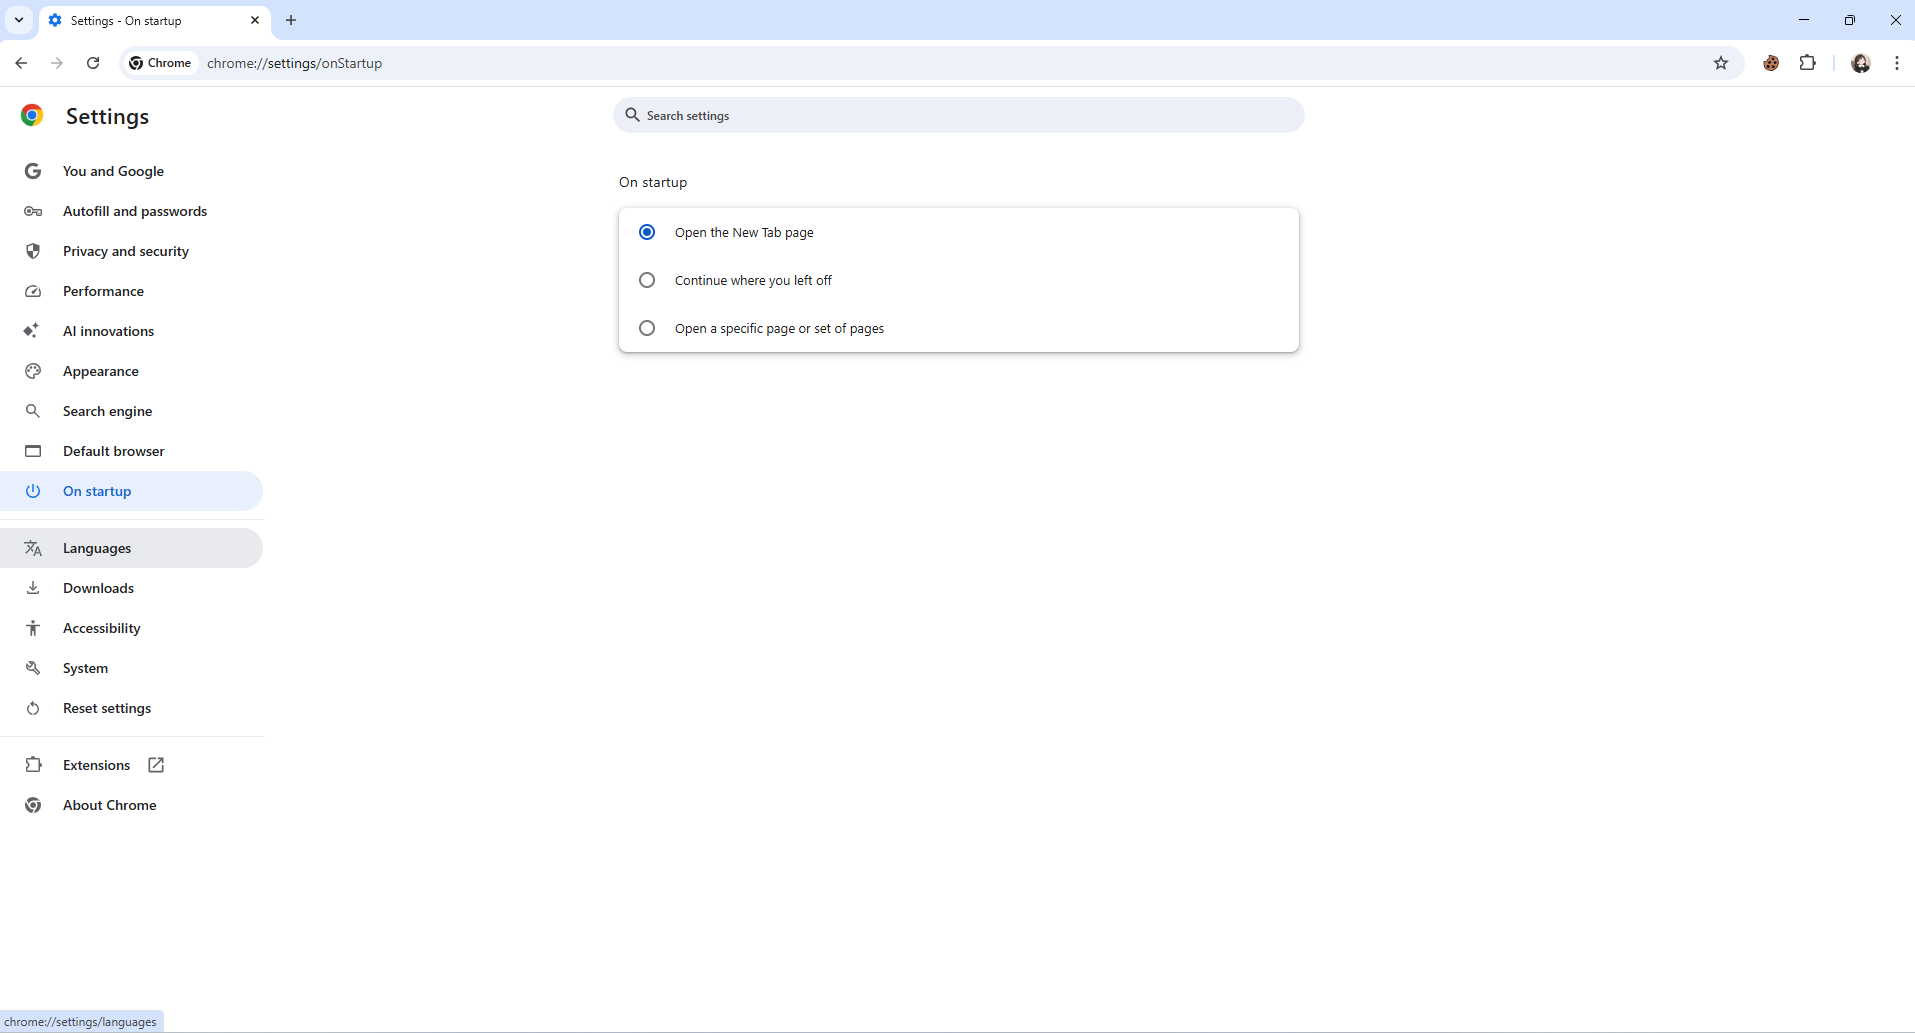 Settings - On startup
Chrome
chrome://settings/onStartup
Settings
Search settings
You and Google
Autofill and passwords
Privacy and security
Performance
AI innovations
Appearance
Search engine
Default browser
On startup
Languages
Downloads
Accessibility
System
Reset settings
Extensions
About Chrome
On startup
Open the New Tab page
Continue where you left off
Open a specific page or set of pages
chrome://settings/languages